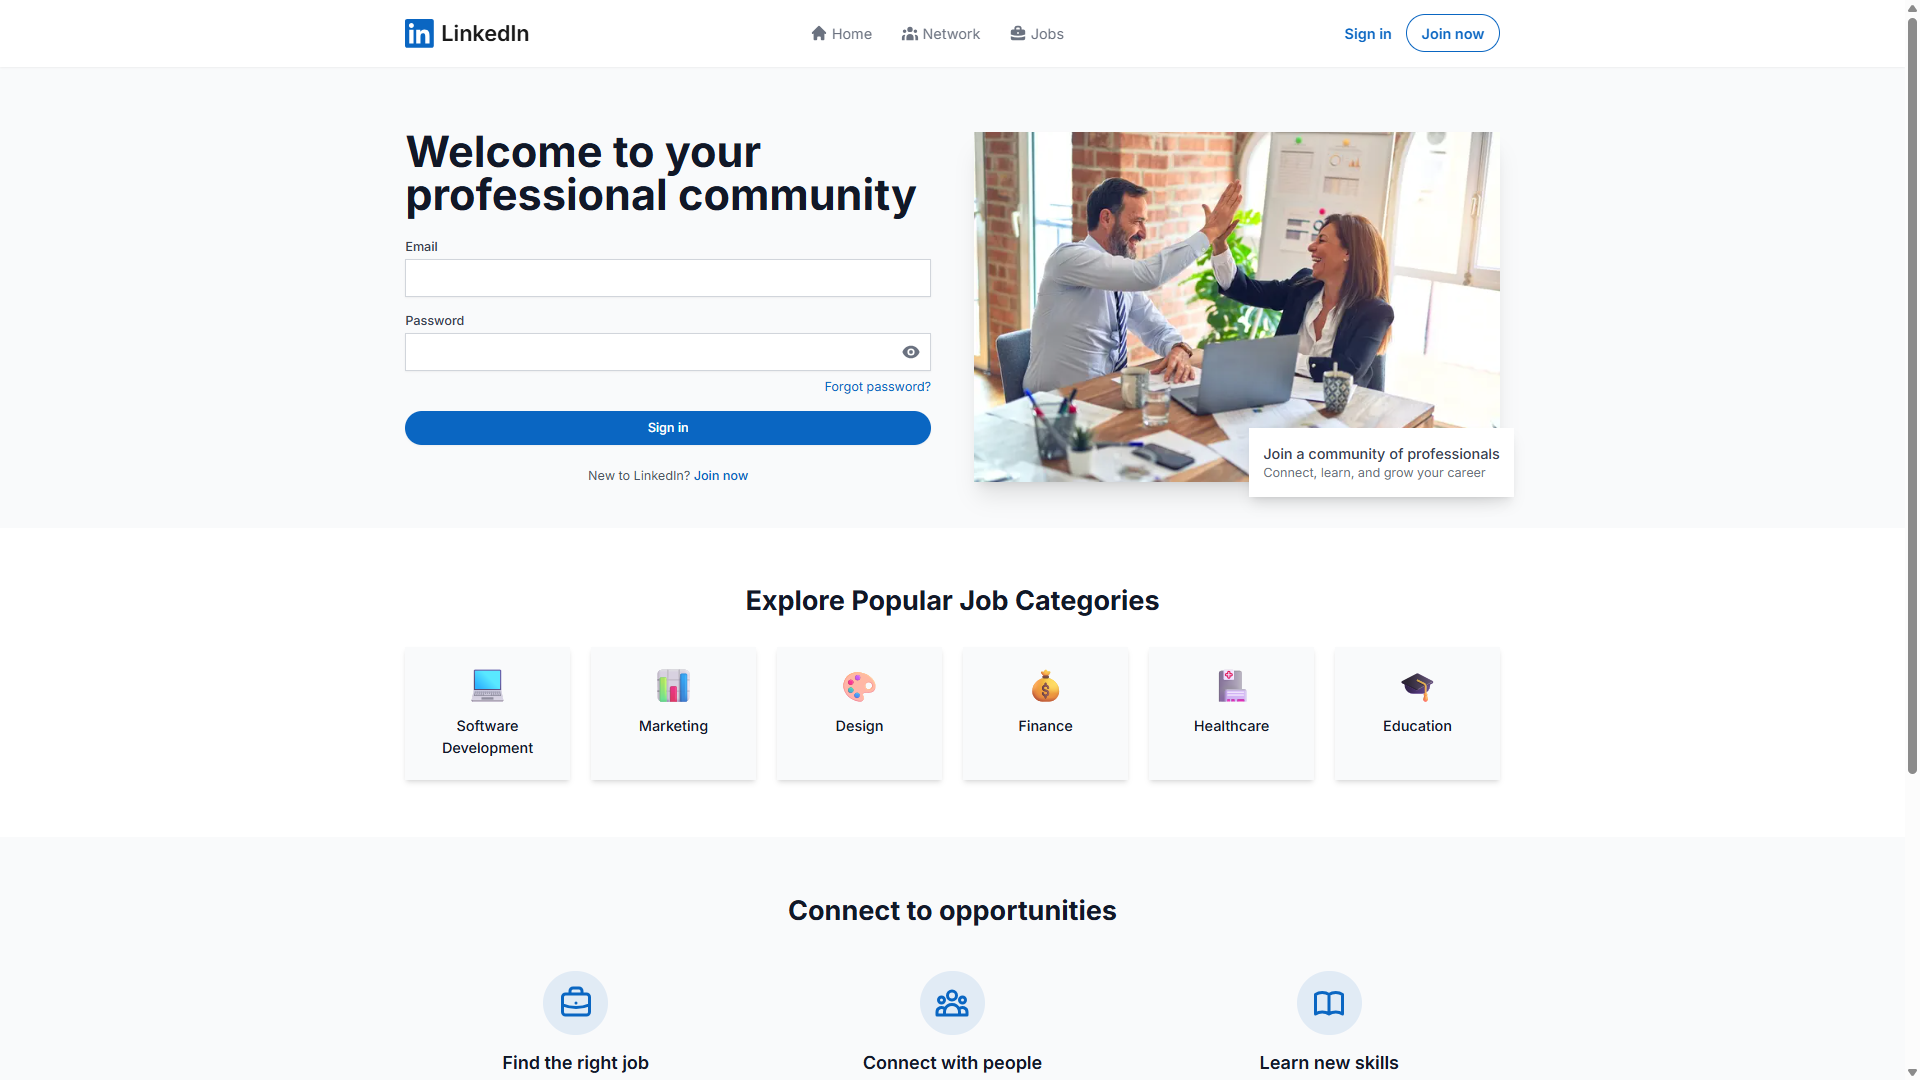 LinkedIn
Home
Network
Jobs
Sign in
Join now
Welcome to your
professional community
Email
Password
Forgot password?
Sign in
New to LinkedIn? Join now
Join a community of professionals
Connect, learn, and grow your career
Explore Popular Job Categories
Software
Development
Marketing
Design
Finance
Healthcare
Education
Connect to opportunities
Find the right job
Connect with people
Learn new skills